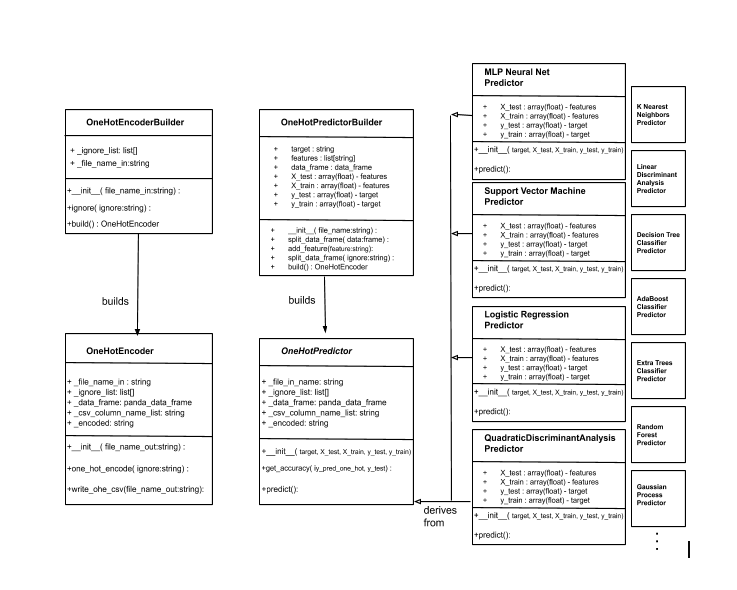 OneHotEncoderBuilder
+ _ignore_list: list[]
+ _file_name_in:string
+__init__( file_name_in:string) :
+ignore( ignore:string) :
+build() : OneHotEncoder
builds
OneHotEncoder
+ _file_name_in : string
+ _ignore_list: list[]
+ _data_frame: panda_data_frame
+ _csv_column_name_list: string
+ _encoded: string
+__init__( file_name_out:string) :
+one_hot_encode( ignore:string) :
+write_ohe_csv(file_name_out:string):
OneHotPredictorBuilder
+ target : string
+ features : list[string]
+ data_frame : data_frame
+ X_test : array(float) - features
+ X_train : array(float) - features
+ y_test : array(float) - target
+ y_train : array(float) - target
+ __init__( file_name:string) :
+ split_data_frame( data:frame) :
+ add_feature(feature:string):
+ split_data_frame( ignore:string) :
+ build() : OneHotEncoder
builds
OneHotPredictor
+ _file_in_name: string
+ _ignore_list: list[]
+ _data_frame: panda_data_frame
+ _csv_column_name_list: string
+ _encoded: string
+__init__( target, X_test, X_train, y_test, y_train) :
+get_accuracy( iy_pred_one_hot, y_test) :
+predict():
derives
from
MLP Neural Net
Predictor
+ X_test : array(float) - features
+ X_train : array(float) - features
+ y_test : array(float) - target
+ y_train : array(float) - target
+__init__( target, X_test, X_train, y_test, y_train)
+predict():
Support Vector Machine
Predictor
+ X_test : array(float) - features
+ X_train : array(float) - features
+ y_test : array(float) - target
+ y_train : array(float) - target
+__init__( target, X_test, X_train, y_test, y_train)
+predict():
Logistic Regression
Predictor
+ X_test : array(float) - features
+ X_train : array(float) - features
+ y_test : array(float) - target
+ y_train : array(float) - target
+__init__( target, X_test, X_train, y_test, y_train)
+predict():
QuadraticDiscriminantAnalysis
Predictor
+ X_test : array(float) - features
+ X_train : array(float) - features
+ y_test : array(float) - target
+ y_train : array(float) - target
+__init__( target, X_test, X_train, y_test, y_train)
+predict():
K Nearest
Neighbors
Predictor
Linear
Discriminant
Analysis
Predictor
Decision Tree
Classifier
Predictor
AdaBoost
Classifier
Predictor
Extra Trees
Classifier
Predictor
Random
Forest
Predictor
Gaussian
Process
Predictor